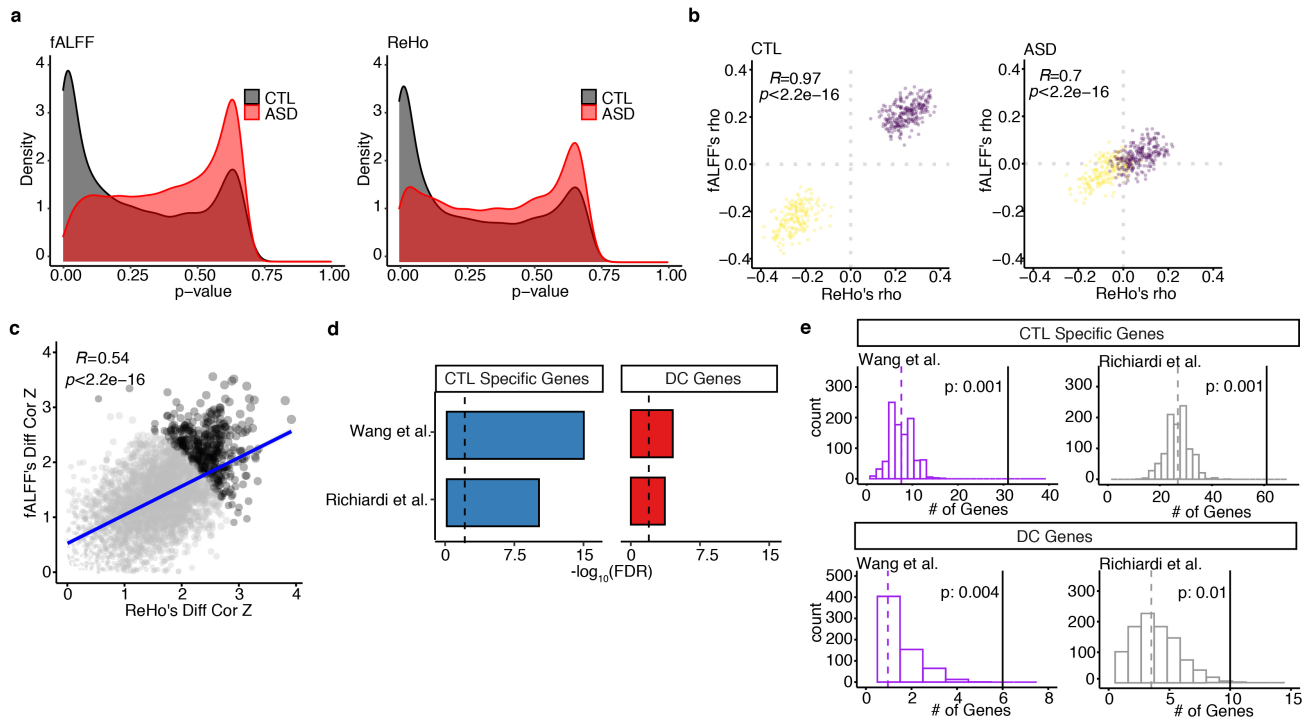 a
fALFF
4
3
2
1
0
Density
CTL
ASD
0.00 0.25 0.50 0.75 1.00
p−value
ReHo
4
3
2
1
0
Density
CTL
ASD
0.00 0.25 0.50 0.75 1.00
p−value
b
CTL
R=0.97
p<2.2e−16
0.4
0.2
0.0
−0.2
−0.4
fALFF's rho
−0.4 −0.2 0.0 0.2 0.4
ReHo's rho
ASD
R=0.7
p<2.2e−16
0.4
0.2
0.0
−0.2
−0.4
fALFF's rho
−0.4 −0.2 0.0 0.2 0.4
ReHo's rho
c
R=0.54
p<2.2e−16
4
3
2
1
0
fALFF's Diff Cor Z
0 1 2 3 4
ReHo's Diff Cor Z
d
CTL Specific Genes
DC Genes
Wang et al.
Richiardi et al.
0 7.5 15
0 7.5 15
-log10(FDR)
e
CTL Specific Genes
Wang et al.
p: 0.001
300
200
100
0
count
0 10 20 30 40
# of Genes
Richiardi et al.
p: 0.001
300
200
100
0
0 20 40 60
# of Genes
DC Genes
Wang et al.
p: 0.004
500
400
300
200
100
0
count
0 2 4 6 8
# of Genes
Richiardi et al.
p: 0.01
300
200
100
0
0 5 10 15
# of Genes